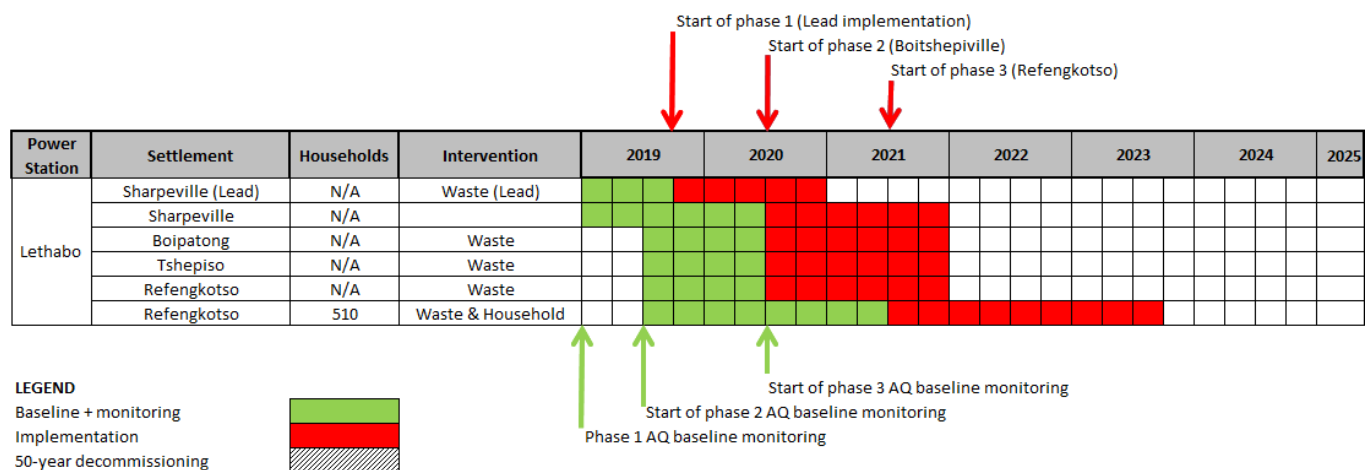 Start of phase 1 (Lead implementation)
Start of phase 2 (Boitshepiville)
Start of phase 3 (Refengkotso)
Power Station Settlement Households Intervention 2019 2020 2021 2022 2023 2024 2025
Lethabo
Sharpeville (Lead) N/A Waste (Lead)
Sharpeville N/A
Boipatong N/A Waste
Tshepiso N/A Waste
Refengkotso N/A Waste
Refengkotso 510 Waste & Household
Start of phase 3 AQ baseline monitoring
Start of phase 2 AQ baseline monitoring
Phase 1 AQ baseline monitoring
LEGEND
Baseline + monitoring
Implementation
50-year decommissioning